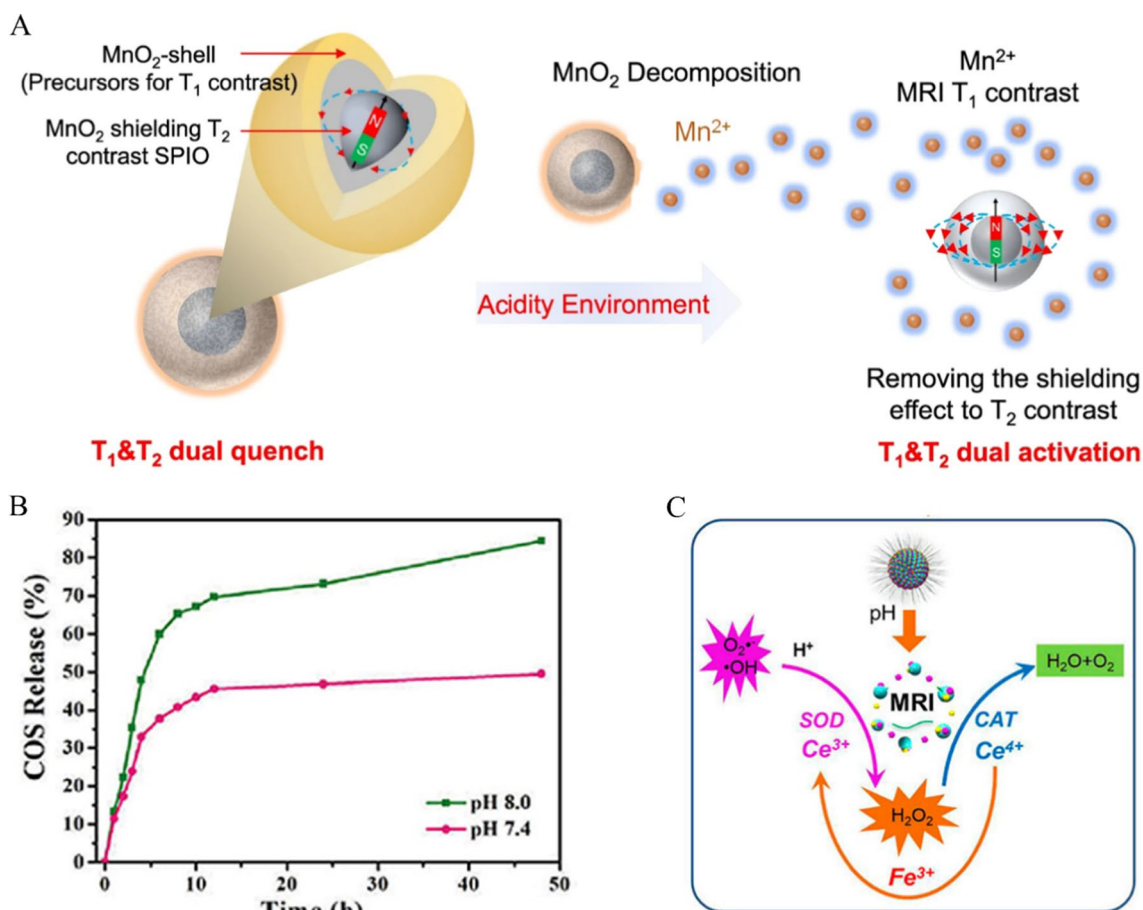 A
MnO₂-shell
(Precursors for T₁ contrast)
MnO₂ shielding T₂
contrast SPIO
N
S
T₁&T₂ dual quench
MnO₂ Decomposition
Mn²⁺
Acidity Environment
Mn²⁺
MRI T₁ contrast
N
S
Removing the shielding
effect to T₂ contrast
T₁&T₂ dual activation
B
COS Release (%)
90
80
70
60
50
40
30
20
10
0
pH 8.0
pH 7.4
0 10 20 30 40 50
Time (h)
C
pH
O₂•⁻
•OH
H⁺
MRI
H₂O+O₂
SOD
Ce³⁺
CAT
Ce⁴⁺
H₂O₂
Fe³⁺